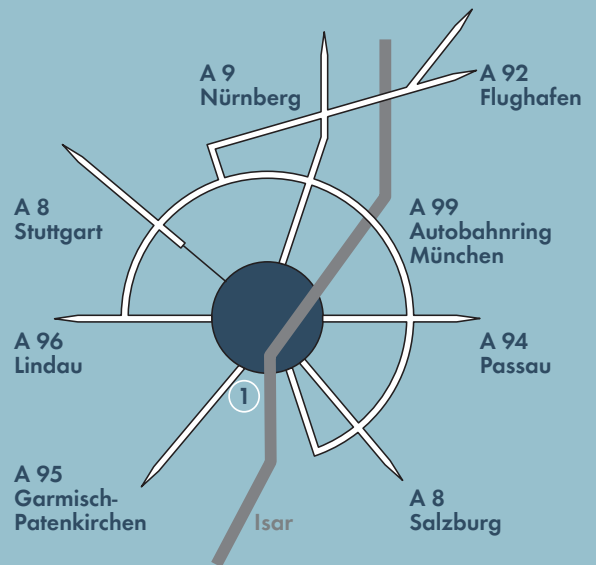 A 9
Nürnberg
A 92
Flughafen
A 8
Stuttgart
A 99
Autobahnring
München
A 96
Lindau
A 94
Passau
1
A 95
Garmisch-
Patenkirchen
Isar
A 8
Salzburg